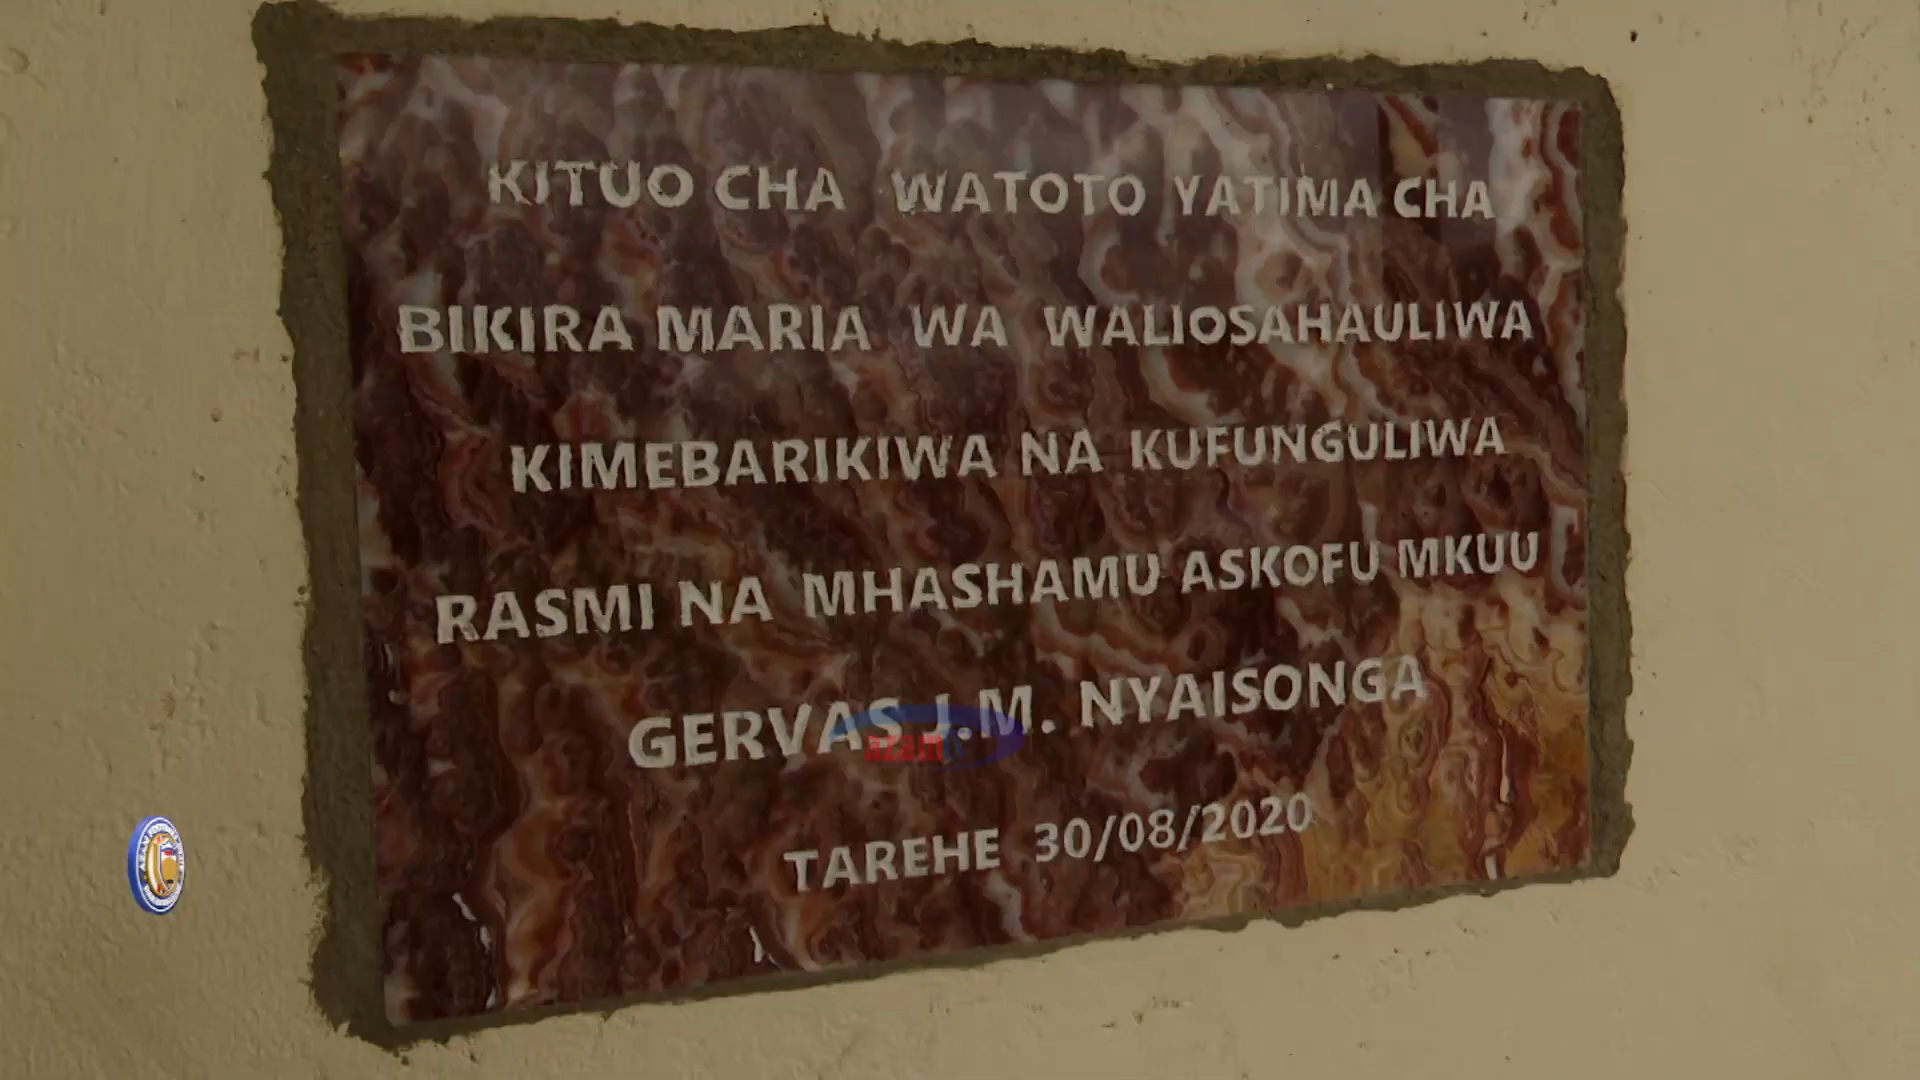 KITUO CHA WATOTO YATIMA CHA
BIKIRA MARIA WA WALIOSAHAULIWA
KIMEBARIKIWA NA KUFUNGULIWA
RASMI NA MHASHAMU ASKOFU MKUU
GERVAS J.M. NYAISONGA
azam
TAREHE 30/08/2020